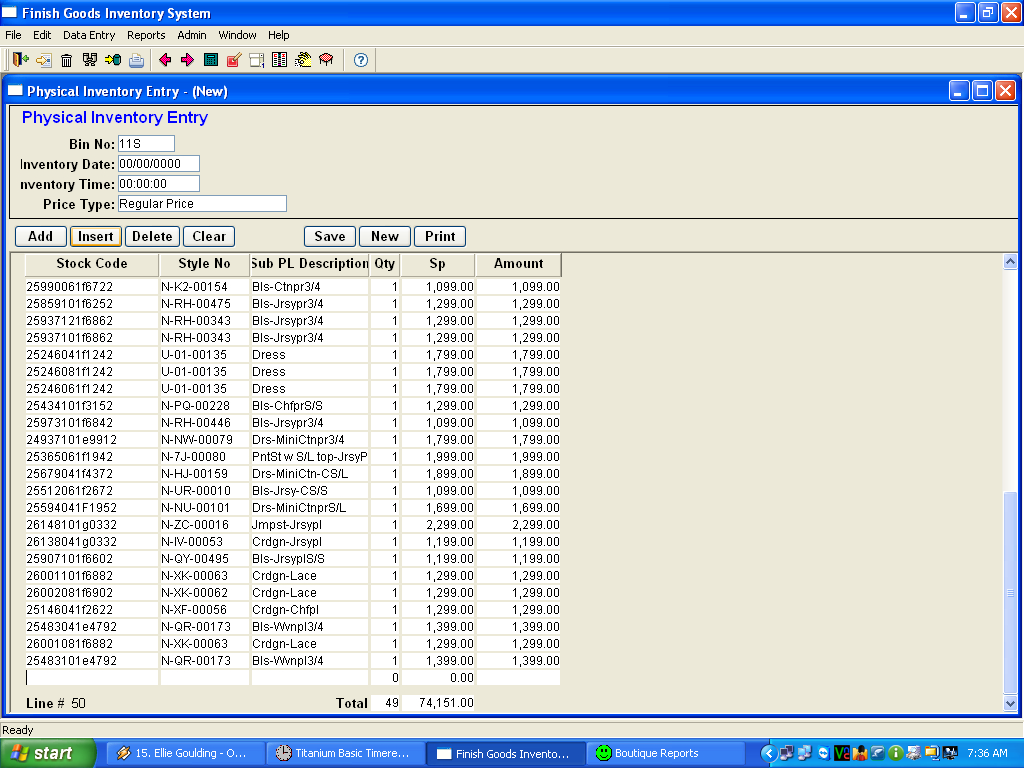 Finish Goods Inventory System
File Edit Data Entry Reports Admin Window Help
Physical Inventory Entry - (New)
Physical Inventory Entry
Bin No: 11S
Inventory Date: 00/00/0000
nventory Time: 00:00:00
Price Type: Regular Price
Add Insert Delete Clear Save New Print
Stock Code Style No Sub PL Description Qty Sp Amount
25990061f6722 N-K2-00154 Bls-Ctnpr3/4 1 1,099.00 1,099.00
25859101f6252 N-RH-00475 Bls-Jrsypr3/4 1 1,299.00 1,299.00
25937121f6862 N-RH-00343 Bls-Jrsypr3/4 1 1,299.00 1,299.00
25937101f6862 N-RH-00343 Bls-Jrsypr3/4 1 1,299.00 1,299.00
25246041f1242 U-01-00135 Dress 1 1,799.00 1,799.00
25246081f1242 U-01-00135 Dress 1 1,799.00 1,799.00
25246061f1242 U-01-00135 Dress 1 1,799.00 1,799.00
25434101f3152 N-PQ-00228 Bls-ChfprS/S 1 1,299.00 1,299.00
25973101f6842 N-RH-00446 Bls-Jrsypr3/4 1 1,099.00 1,099.00
24937101e9912 N-NW-00079 Drs-MiniCtnpr3/4 1 1,799.00 1,799.00
25365061f1942 N-7J-00080 PntSt w S/L top-JrsyP 1 1,999.00 1,999.00
25679041f4372 N-HJ-00159 Drs-MiniCtn-CS/L 1 1,899.00 1,899.00
25512061f2672 N-UR-00010 Bls-Jrsy-CS/S 1 1,099.00 1,099.00
25594041F1952 N-NU-00101 Drs-MiniCtnprS/L 1 1,699.00 1,699.00
26148101g0332 N-ZC-00016 Jmpst-Jrsypl 1 2,299.00 2,299.00
26138041g0332 N-IV-00053 Crdgn-Jrsypl 1 1,199.00 1,199.00
25907101f6602 N-QY-00495 Bls-JrsyplS/S 1 1,199.00 1,199.00
26001101f6882 N-XK-00063 Crdgn-Lace 1 1,299.00 1,299.00
26002081f6902 N-XK-00062 Crdgn-Lace 1 1,299.00 1,299.00
25146041f2622 N-XF-00056 Crdgn-Chfpl 1 1,299.00 1,299.00
25483041e4792 N-QR-00173 Bls-Wvnpl3/4 1 1,399.00 1,399.00
26001081f6882 N-XK-00063 Crdgn-Lace 1 1,299.00 1,299.00
25483101e4792 N-QR-00173 Bls-Wvnpl3/4 1 1,399.00 1,399.00
0 0.00
Line # 50 Total 49 74,151.00
Ready
start 15. Ellie Goulding - O... Titanium Basic Timere... Finish Goods Invento... Boutique Reports 7:36 AM